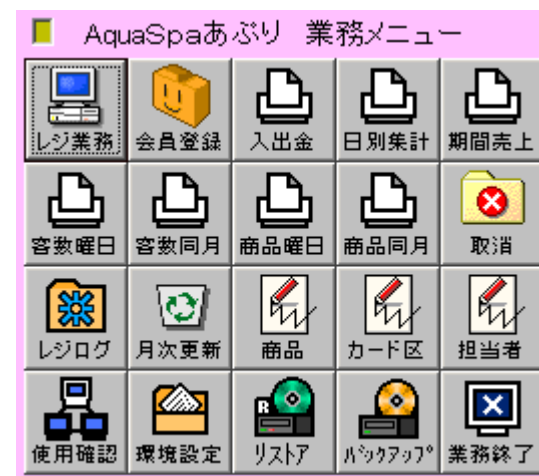 AquaSpaあぷり 業務メニュー
レジ業務 会員登録 入出金 日別集計 期間売上
客数曜日 客数同月 商品曜日 商品同月 取消
レジログ 月次更新 商品 カード区 担当者
R
使用確認 環境設定 リストア ﾊﾞｯｸｱｯﾌﾟ 業務終了